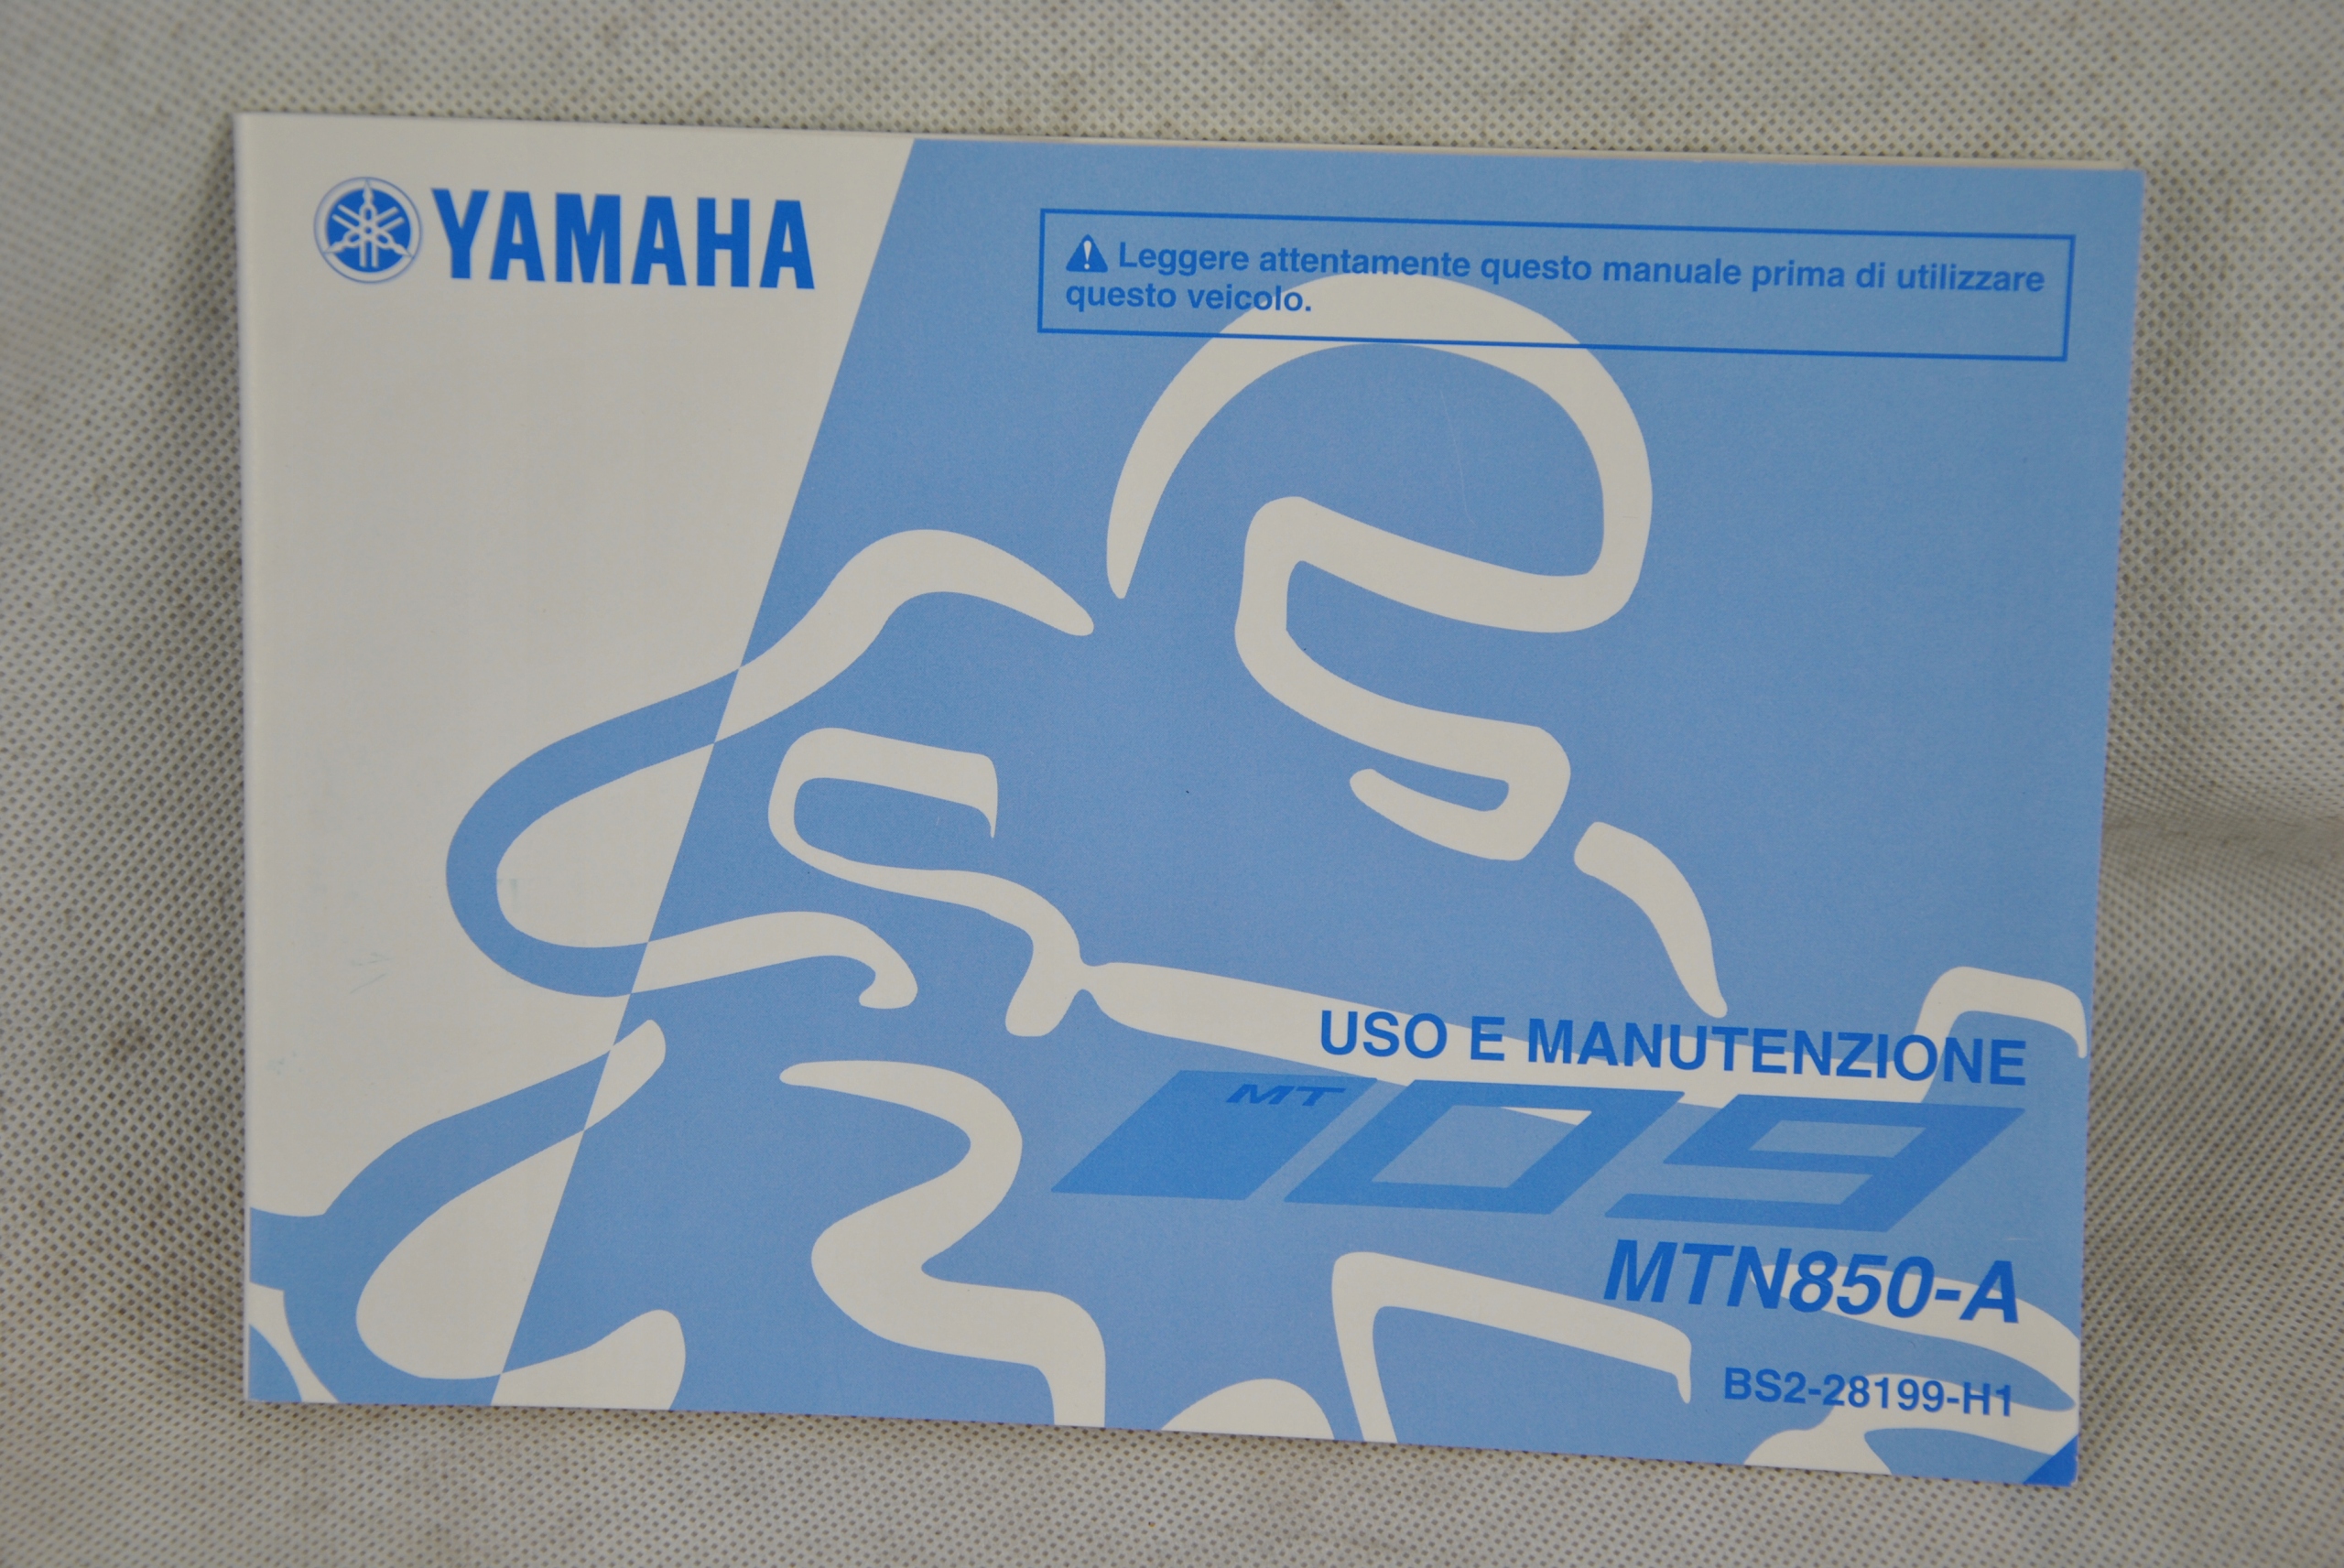 YAMAHA
Leggere attentamente questo manuale prima di utilizzare
questo veicolo.
USO E MANUTENZIONE
MT
09
MTN850-A
BS2-28199-H1